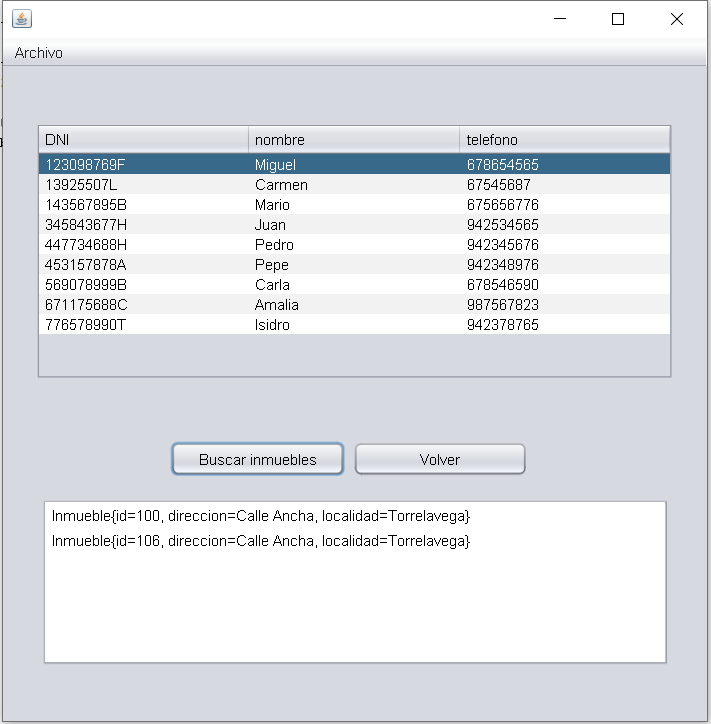 Archivo
DNI nombre telefono
123098769F Miguel 678654565
13925507L Carmen 67545687
143567895B Mario 675656776
345843677H Juan 942534565
447734688H Pedro 942345676
453157878A Pepe 942348976
569078999B Carla 678546590
671175688C Amalia 987567823
776578990T Isidro 942378765
Buscar inmuebles Volver
Inmueble{id=100, direccion=Calle Ancha, localidad=Torrelavega}
Inmueble{id=106, direccion=Calle Ancha, localidad=Torrelavega}